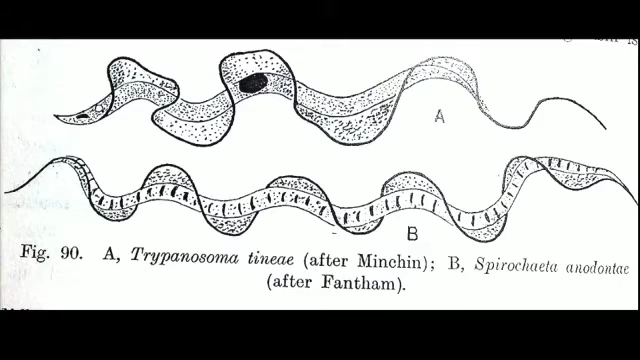 A
B
Fig. 90. A, Trypanosoma tineae (after Minchin); B, Spirochaeta anodontae
(after Fantham).